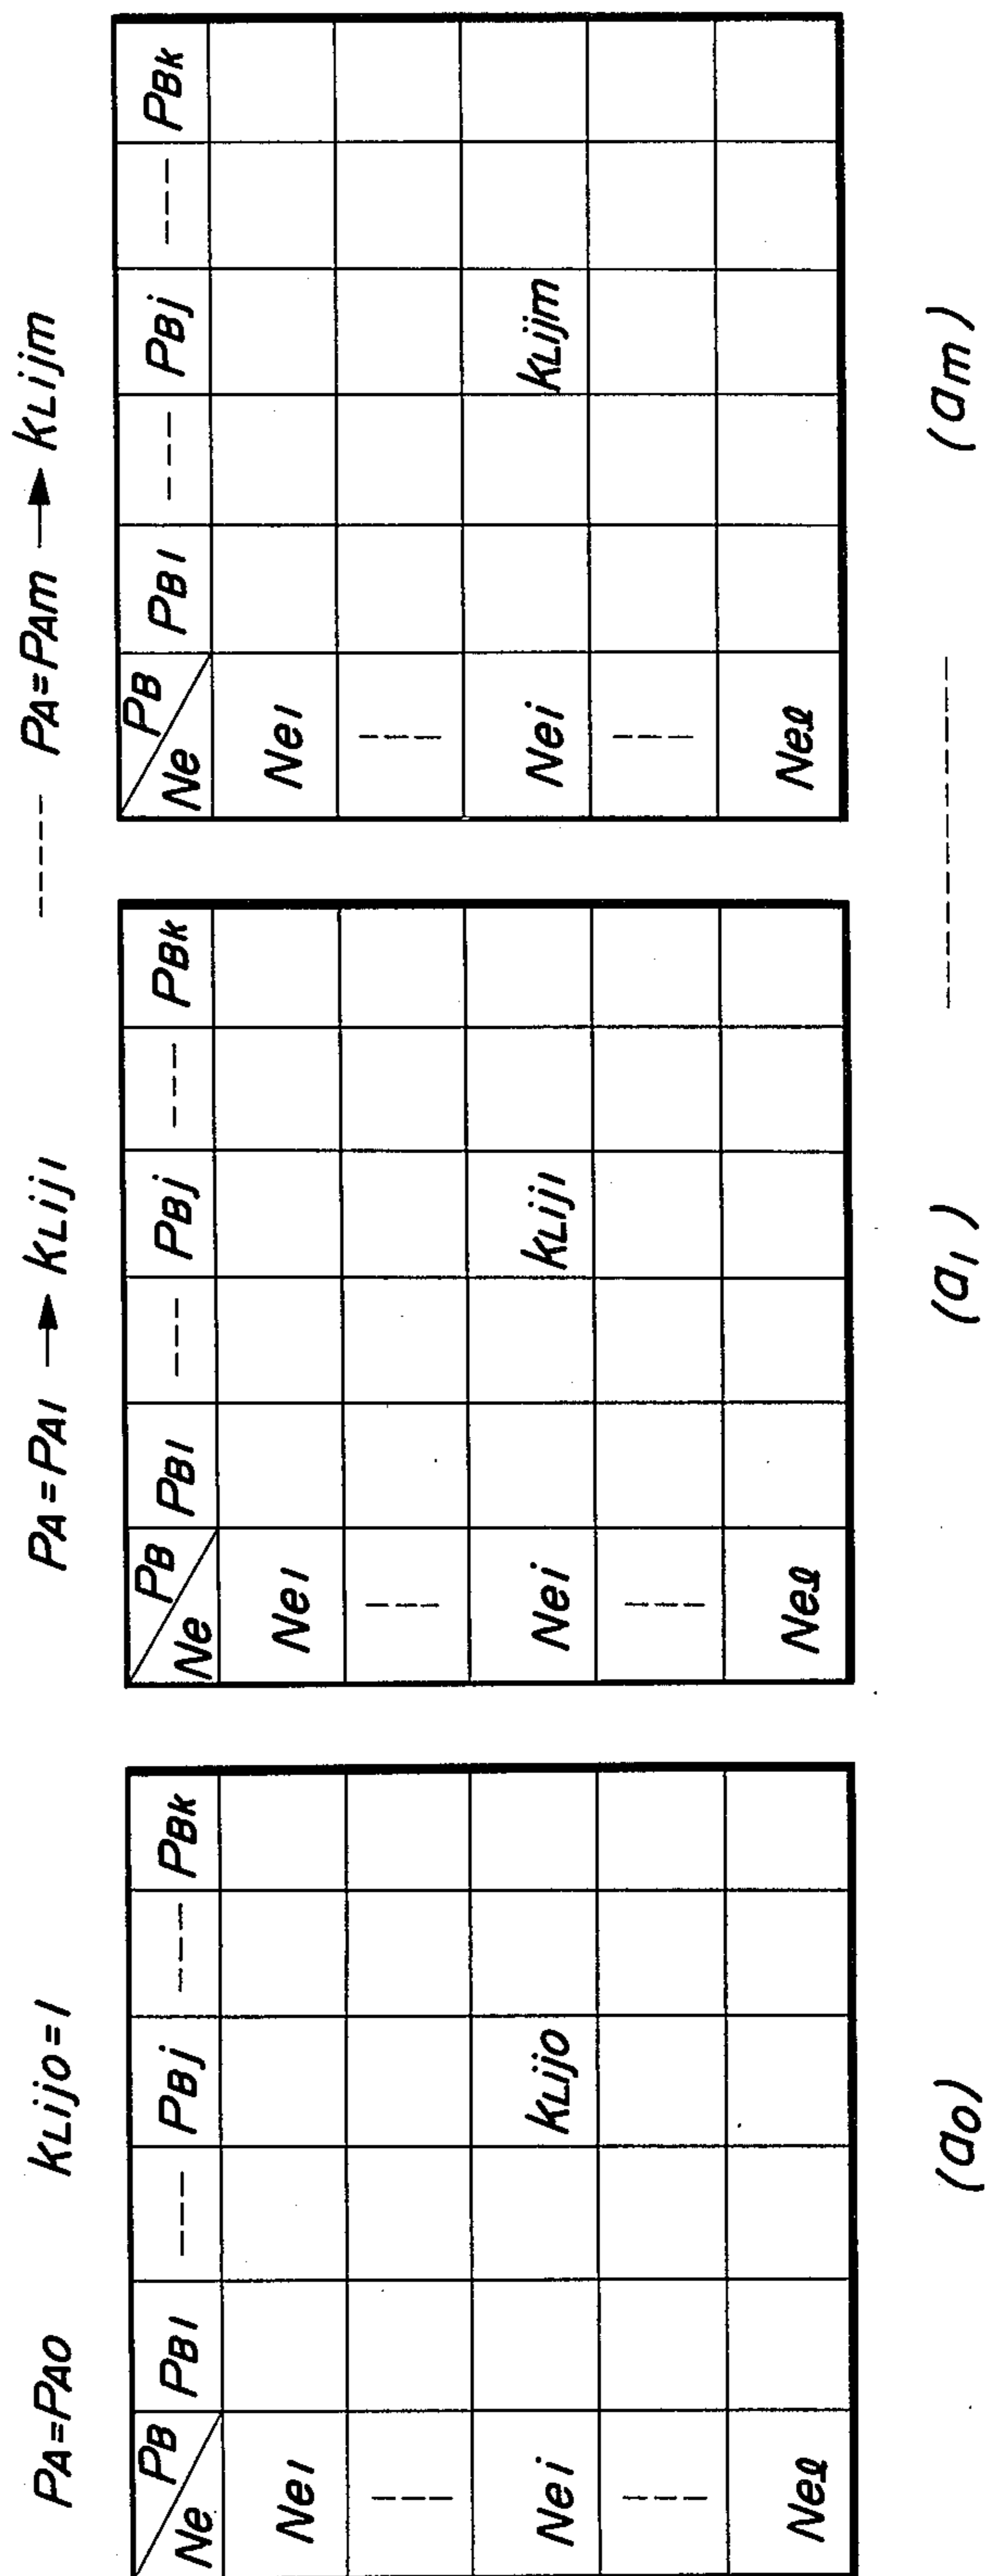 PA=PAO KLijo=1
PB Ne PB1 --- PBj --- PBk
Ne1
---
Nei KLijo
---
Neℓ
(ao)
PA=PA1 → KLij1
PB Ne PB1 --- PBj --- PBk
Ne1
---
Nei KLij1
---
Neℓ
(a1)
----- PA=PAm → KLijm
PB Ne PB1 --- PBj --- PBk
Ne1
---
Nei KLijm
---
Neℓ
------------ (am)